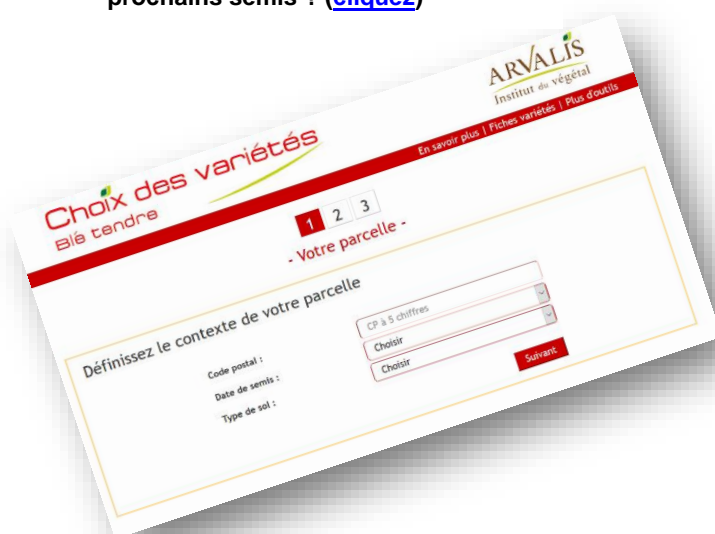 prochains semis ? (cliquez)
ARVALIS
Institut du végétal
Choix des variétés
Blé tendre
En savoir plus | Fiches variétés | Plus d'outils
1 2 3
- Votre parcelle -
Définissez le contexte de votre parcelle
Code postal : CP à 5 chiffres
Date de semis : Choisir
Type de sol : Choisir
Suivant